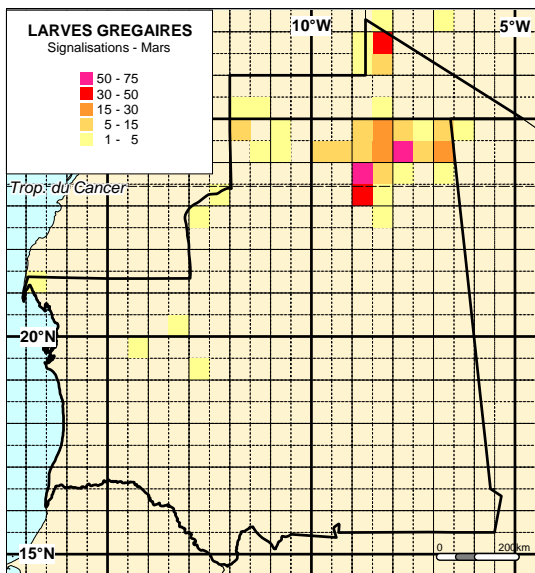 LARVES GREGAIRES
Signalisations - Mars
50 - 75
30 - 50
15 - 30
5 - 15
1 - 5
10°W
5°W
Trop. du Cancer
20°N
15°N
0 200km